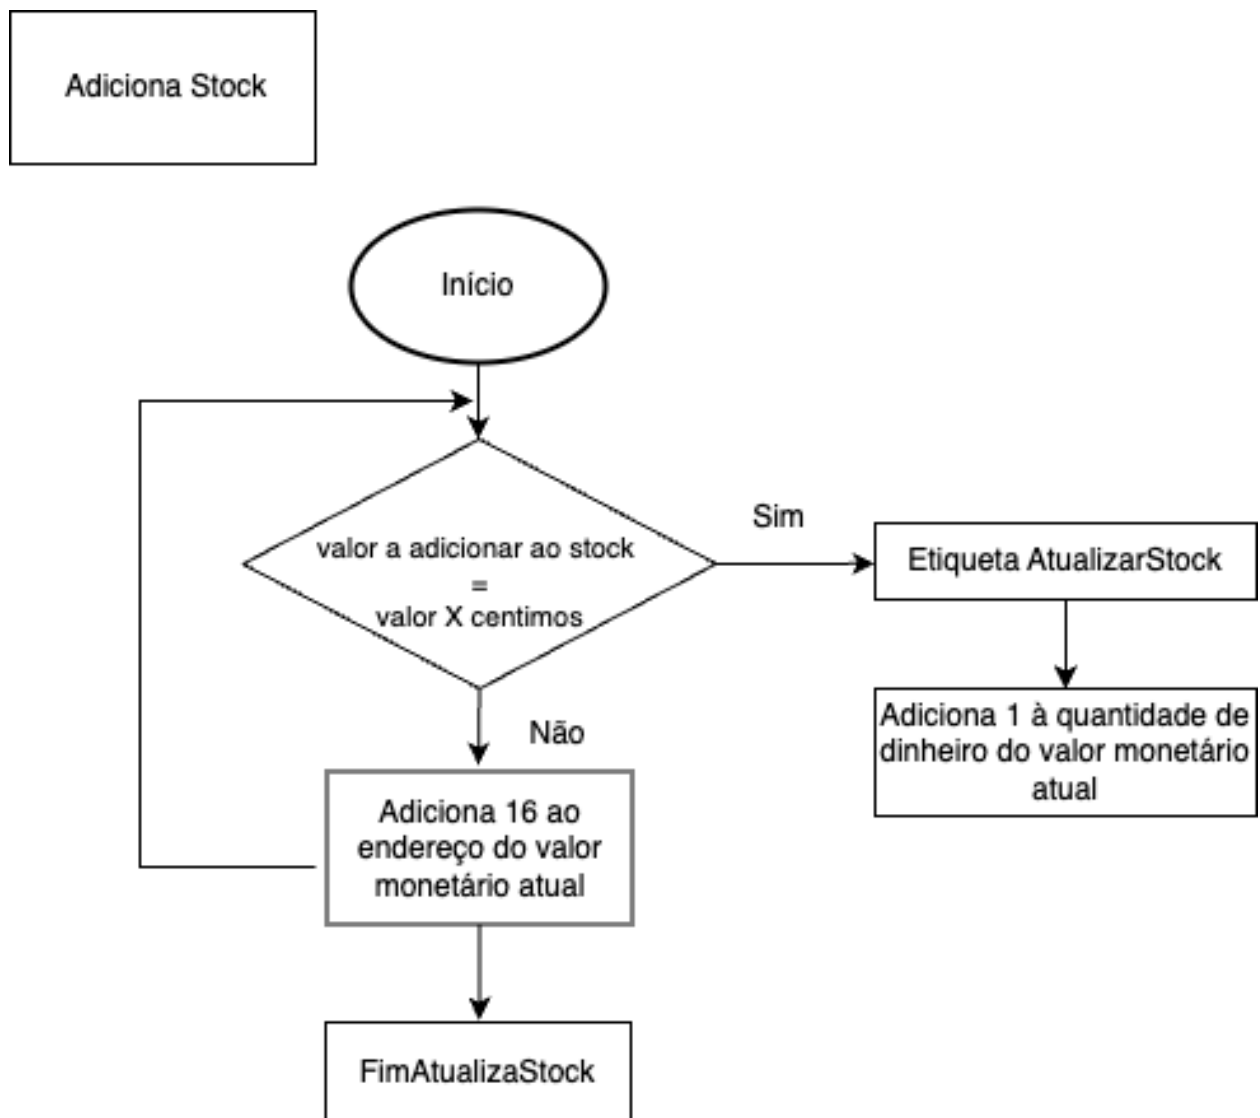 Adiciona Stock
Início
valor a adicionar ao stock
=
valor X centimos
Sim
Etiqueta AtualizarStock
Adiciona 1 à quantidade de
dinheiro do valor monetário
atual
Não
Adiciona 16 ao
endereço do valor
monetário atual
FimAtualizaStock